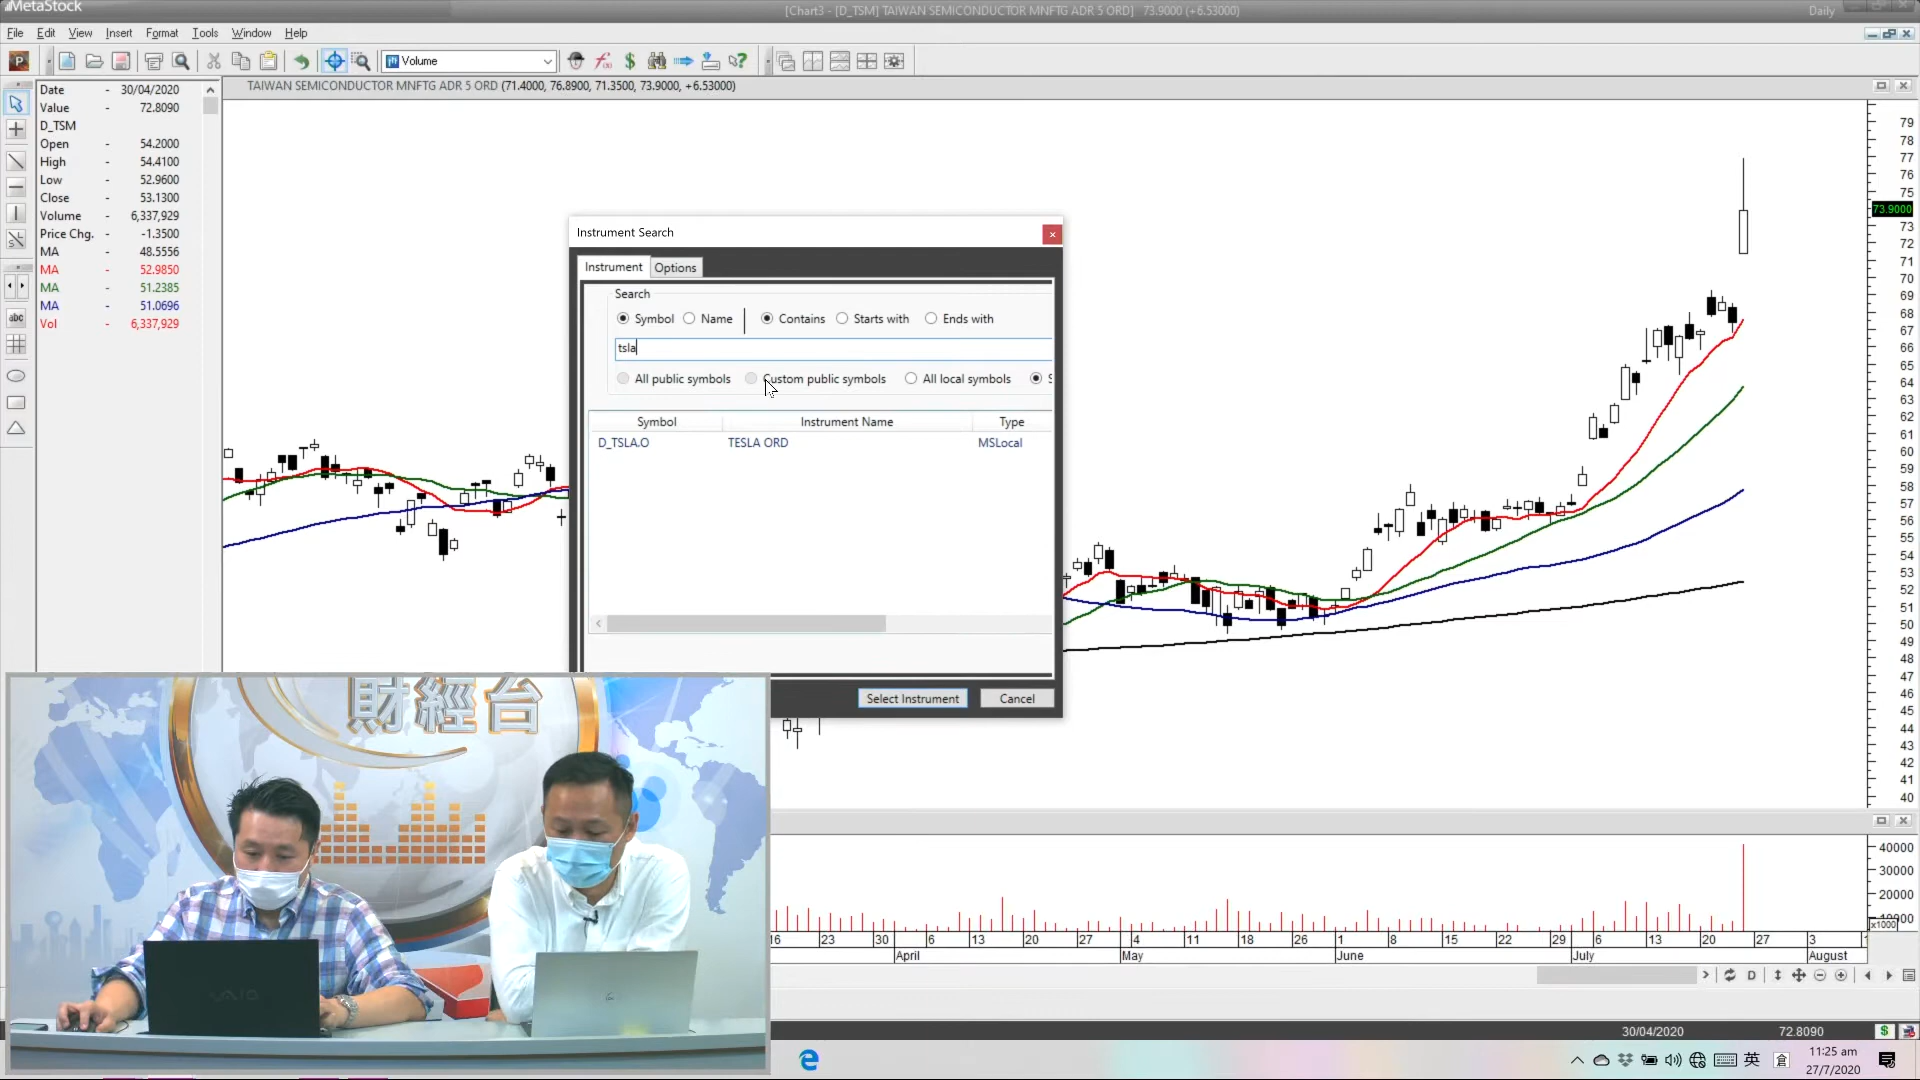 MetaStock
[Chart3 - [D_TSM] TAIWAN SEMICONDUCTOR MNFTG ADR 5 ORD] 73.9000 (+6.5300)
Daily
File Edit View Insert Format Tools Window Help
Volume
TAIWAN SEMICONDUCTOR MNFTG ADR 5 ORD (71.4000, 76.8900, 71.3500, 73.9000, +6.5300)
Date - 30/04/2020
Value - 72.8090
D_TSM
Open - 54.2000
High - 54.4100
Low - 52.9600
Close - 53.1300
Volume - 6,337,929
Price Chg. - -1.3500
MA - 48.5556
MA - 52.9850
MA - 51.2385
MA - 51.0696
Vol - 6,337,929
abc
Instrument Search
Instrument Options
Search
Symbol Name Contains Starts with Ends with
tsla
All public symbols Custom public symbols All local symbols S
Symbol Instrument Name Type
D_TSLA.O TESLA ORD MSLocal
Select Instrument Cancel
79
78
77
76
75
73.9000
73
72
71
70
69
68
67
66
65
64
63
62
61
60
59
58
57
56
55
54
53
52
51
50
49
48
47
46
45
44
43
42
41
40
財經台
VAIO
40000
30000
20000
x1000
16 23 30 6 13 20 27 4 11 18 26 1 8 15 22 29 6 13 20 27 3
April May June July August
D
30/04/2020 72.8090 $
英 倉
11:25 am
27/7/2020